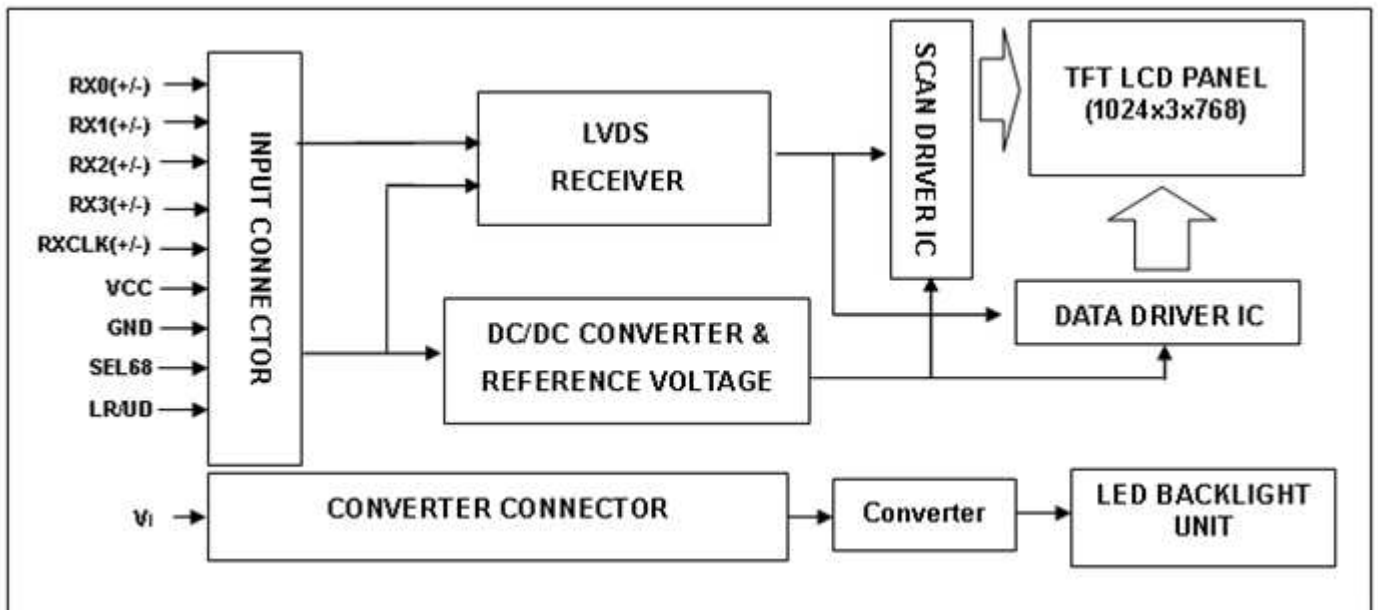 RX0(+/-)
RX1(+/-)
RX2(+/-)
RX3(+/-)
RXCLK(+/-)
VCC
GND
SEL68
LR/UD
INPUT CONNECTOR
LVDS
RECEIVER
DC/DC CONVERTER &
REFERENCE VOLTAGE
SCAN DRIVER IC
TFT LCD PANEL
(1024x3x768)
DATA DRIVER IC
VI
CONVERTER CONNECTOR
Converter
LED BACKLIGHT
UNIT